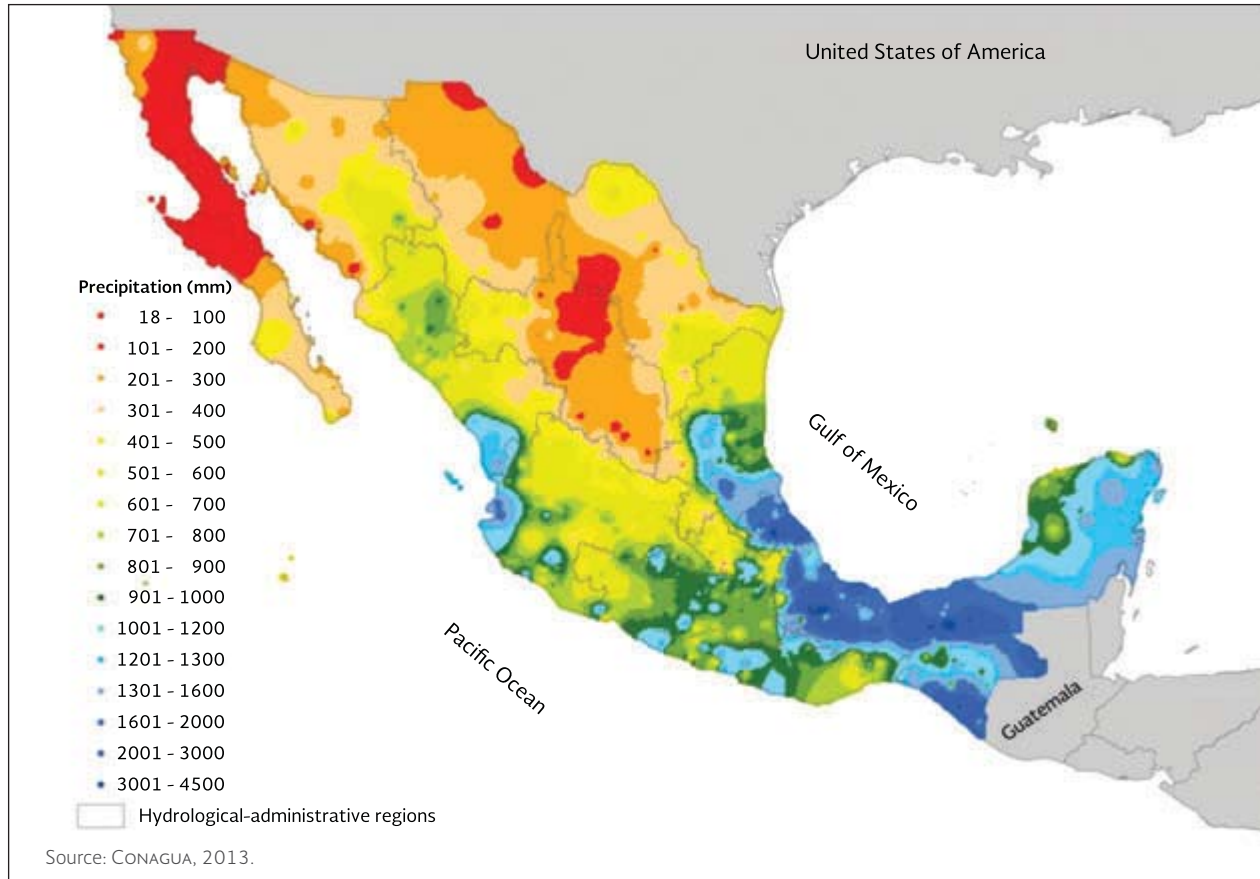 United States of America
Precipitation (mm)
18 - 100
101 - 200
201 - 300
301 - 400
401 - 500
501 - 600
601 - 700
701 - 800
801 - 900
901 - 1000
1001 - 1200
1201 - 1300
1301 - 1600
1601 - 2000
2001 - 3000
3001 - 4500
Hydrological-administrative regions
Gulf of Mexico
Pacific Ocean
Guatemala
Source: CONAGUA, 2013.